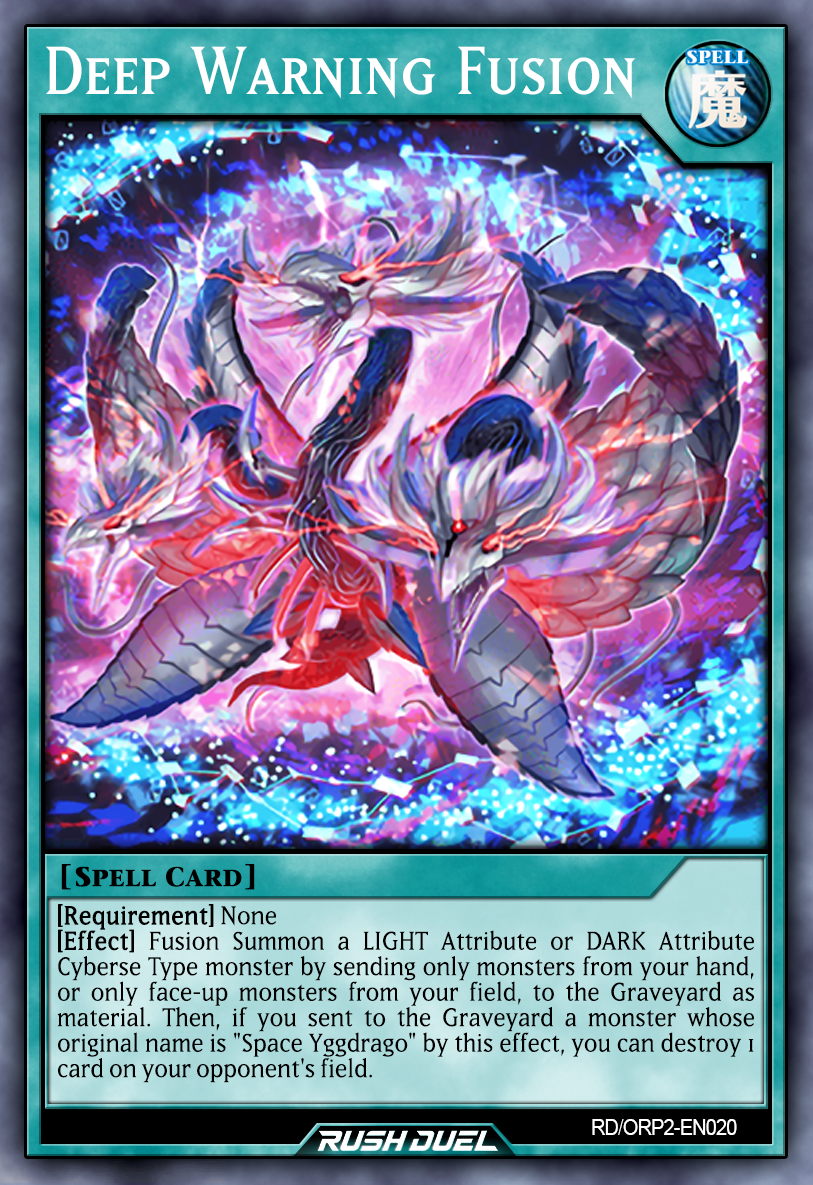 Deep Warning Fusion
SPELL
魔
[Spell Card]
[Requirement] None
[Effect] Fusion Summon a LIGHT Attribute or DARK Attribute
Cyberse Type monster by sending only monsters from your hand,
or only face-up monsters from your field, to the Graveyard as
material. Then, if you sent to the Graveyard a monster whose
original name is "Space Yggdrago" by this effect, you can destroy 1
card on your opponent's field.
RD/ORP2-EN020
RUSH DUEL